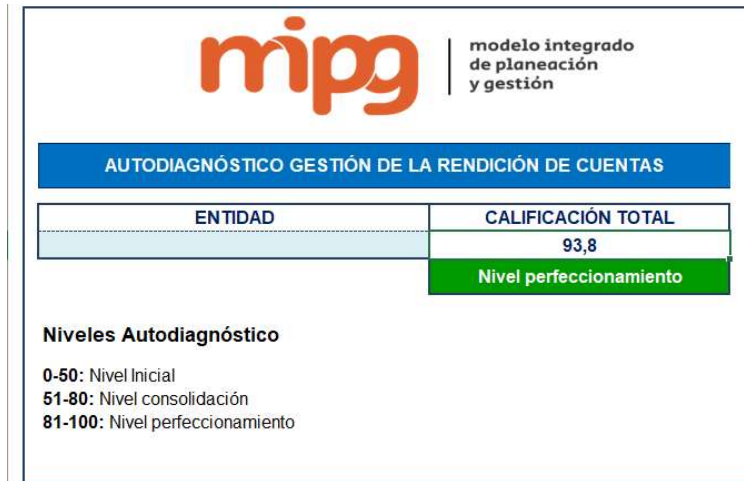 mipg
modelo integrado
de planeación
y gestión
AUTODIAGNÓSTICO GESTIÓN DE LA RENDICIÓN DE CUENTAS
ENTIDAD CALIFICACIÓN TOTAL
93,8
Nivel perfeccionamiento
Niveles Autodiagnóstico
0-50: Nivel Inicial
51-80: Nivel consolidación
81-100: Nivel perfeccionamiento